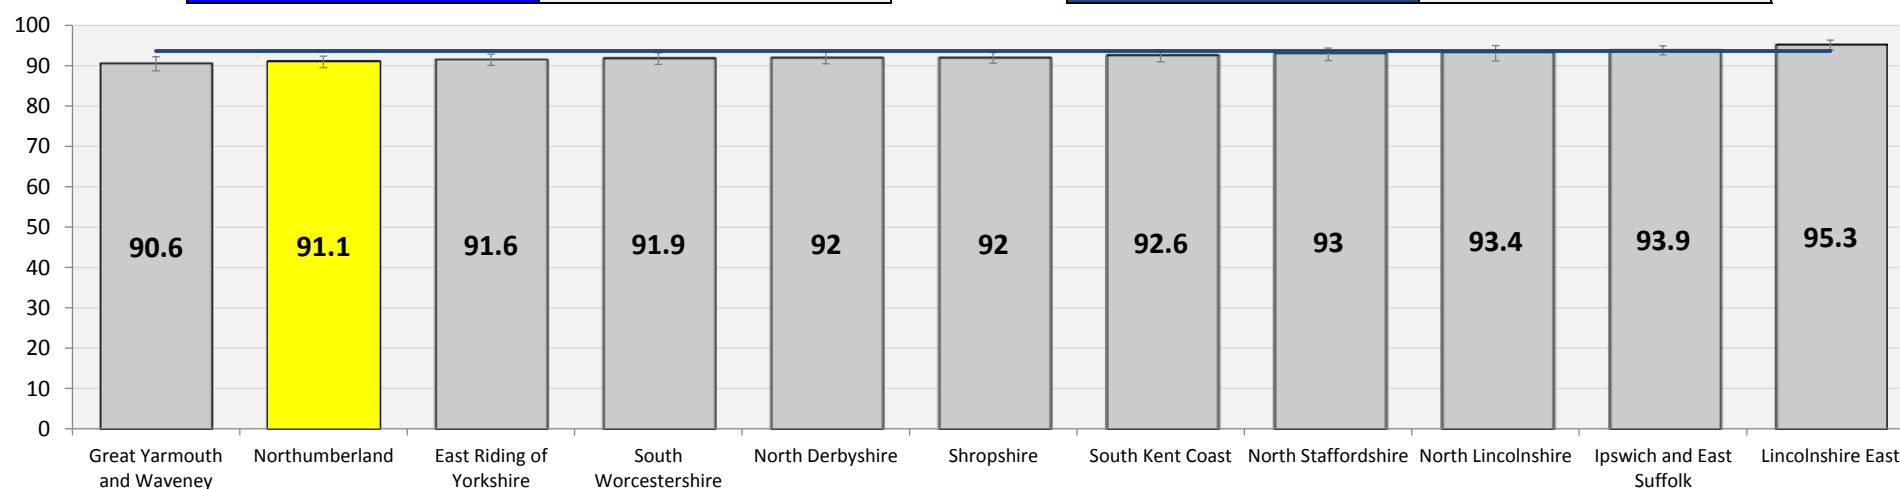 100
90
80
70
60
50
40
30
20
10
0
90.6
91.1
91.6
91.9
92
92
92.6
93
93.4
93.9
95.3
Great Yarmouth
and Waveney
Northumberland
East Riding of
Yorkshire
South
Worcestershire
North Derbyshire
Shropshire
South Kent Coast
North Staffordshire
North Lincolnshire
Ipswich and East
Suffolk
Lincolnshire East